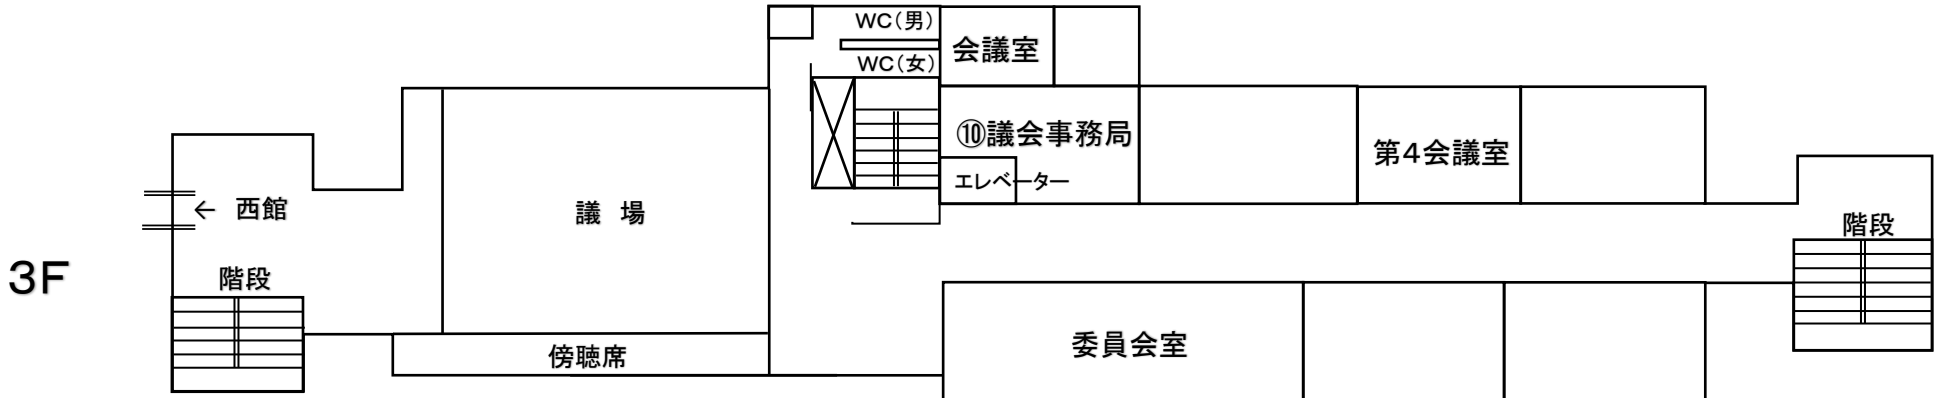 WC(男)
WC(女)
会議室
⑩議会事務局
エレベーター
第4会議室
← 西館
議 場
階段
3F
階段
傍聴席
委員会室